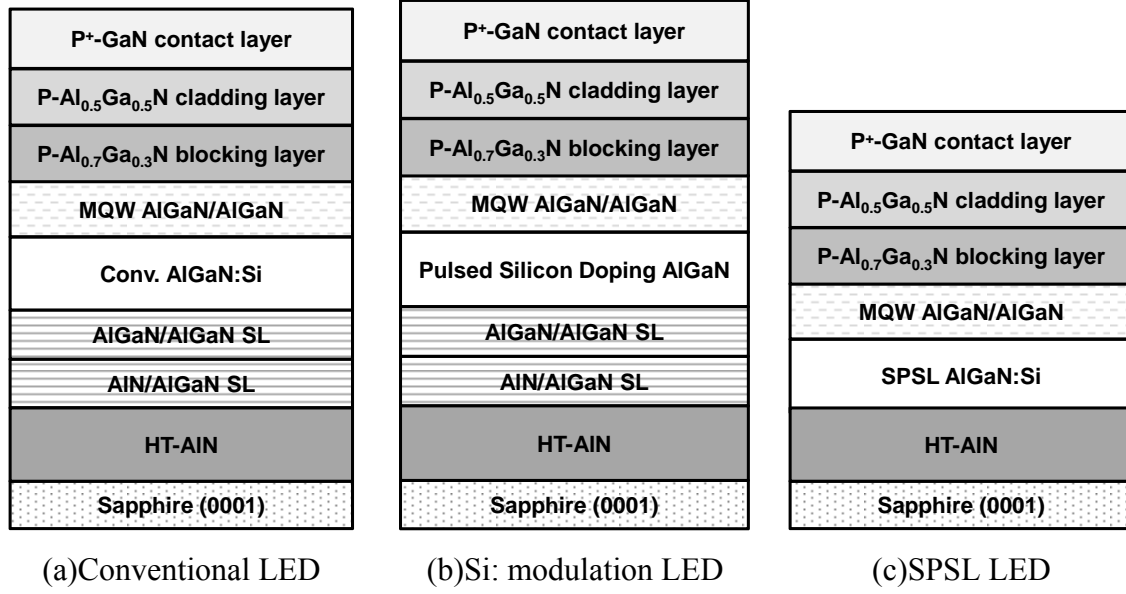 P⁺-GaN contact layer
P-Al₀.₅Ga₀.₅N cladding layer
P-Al₀.₇Ga₀.₃N blocking layer
MQW AlGaN/AlGaN
Conv. AlGaN:Si
AlGaN/AlGaN SL
AlN/AlGaN SL
HT-AlN
Sapphire (0001)
(a)Conventional LED
P⁺-GaN contact layer
P-Al₀.₅Ga₀.₅N cladding layer
P-Al₀.₇Ga₀.₃N blocking layer
MQW AlGaN/AlGaN
Pulsed Silicon Doping AlGaN
AlGaN/AlGaN SL
AlN/AlGaN SL
HT-AlN
Sapphire (0001)
(b)Si: modulation LED
P⁺-GaN contact layer
P-Al₀.₅Ga₀.₅N cladding layer
P-Al₀.₇Ga₀.₃N blocking layer
MQW AlGaN/AlGaN
SPSL AlGaN:Si
HT-AlN
Sapphire (0001)
(c)SPSL LED